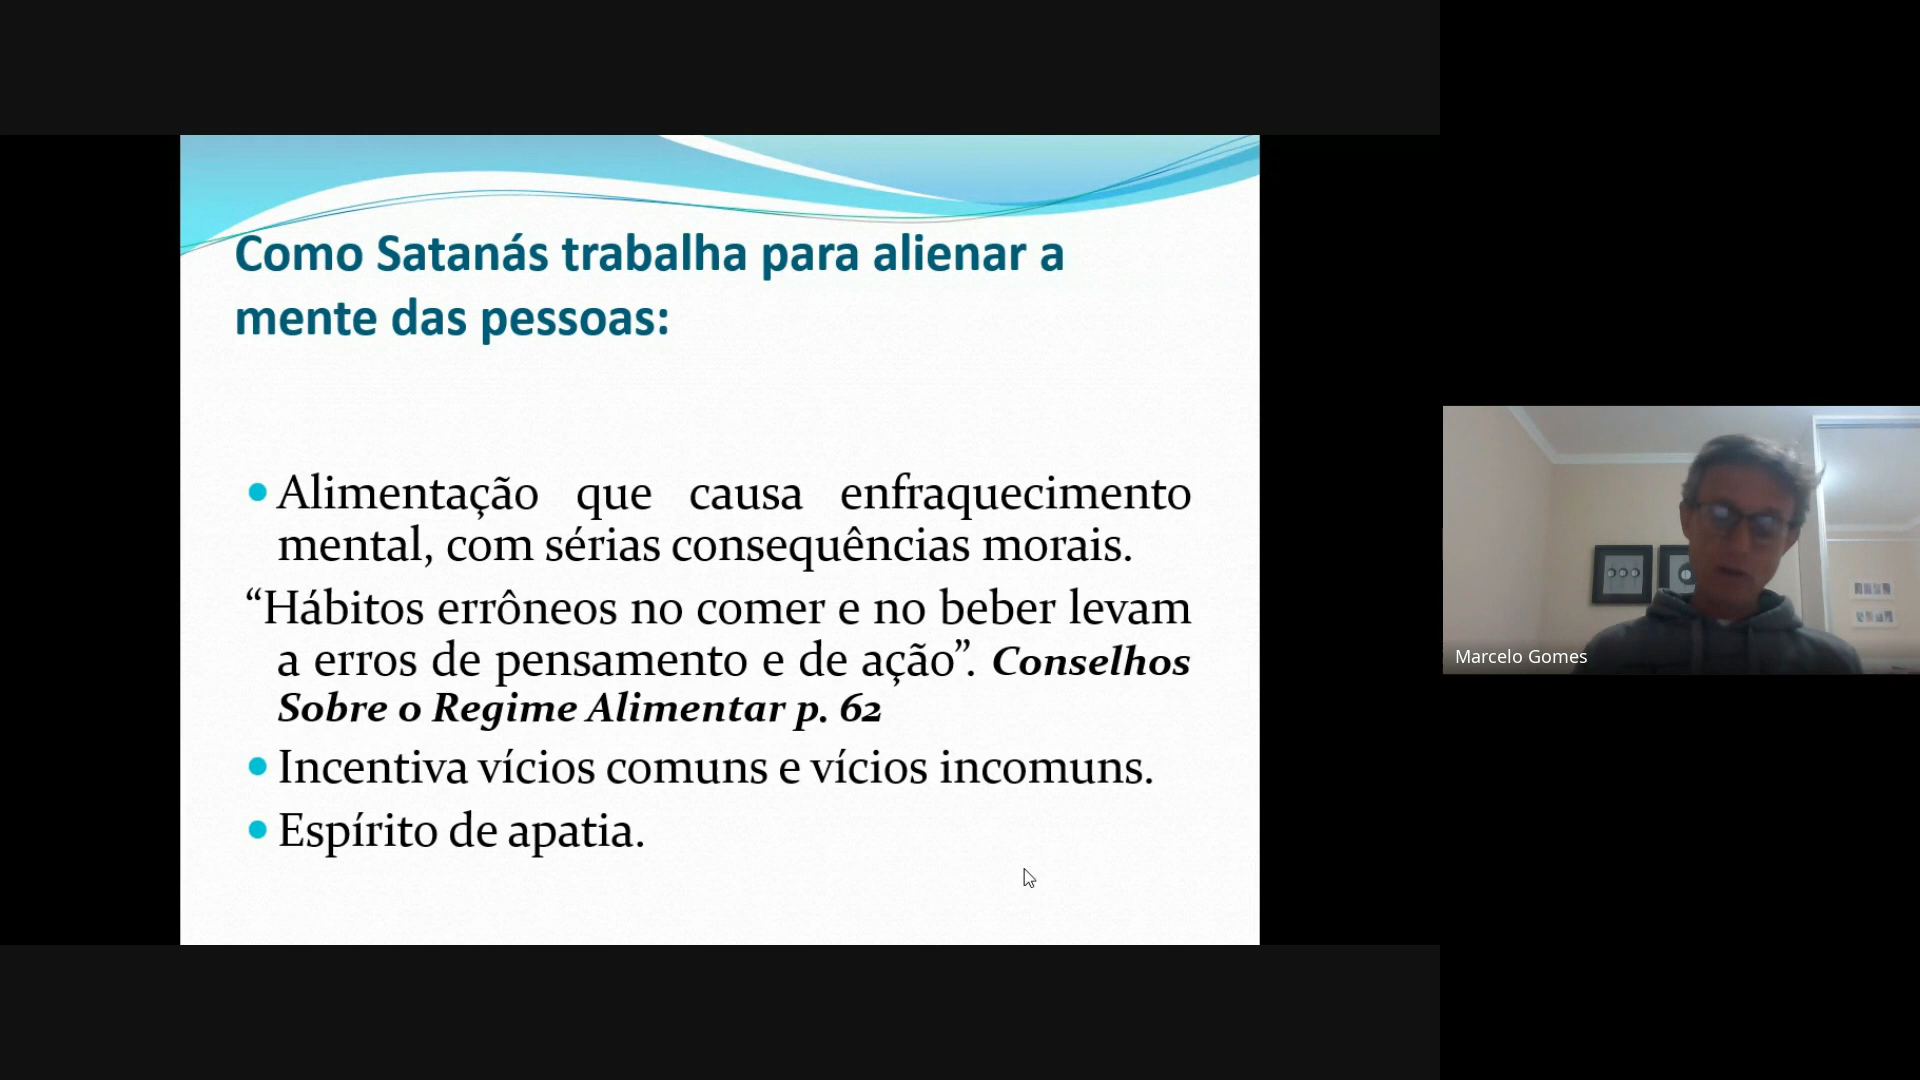 Como Satanás trabalha para alienar a
mente das pessoas:
• Alimentação que causa enfraquecimento
mental, com sérias consequências morais.
“Hábitos errôneos no comer e no beber levam
a erros de pensamento e de ação”. Conselhos
Sobre o Regime Alimentar p. 62
• Incentiva vícios comuns e vícios incomuns.
• Espírito de apatia.
Marcelo Gomes